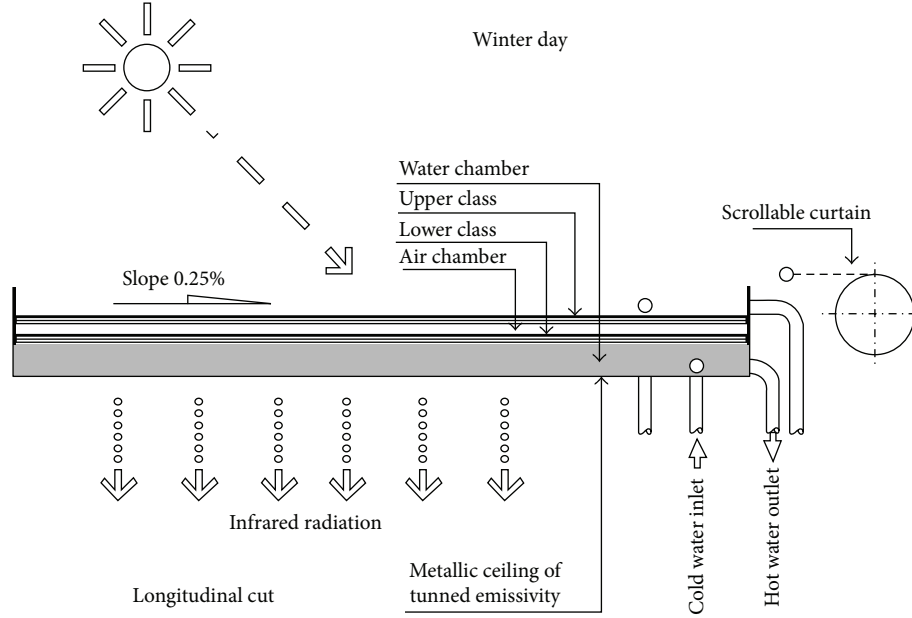 Winter day
Water chamber
Upper class
Lower class
Air chamber
Scrollable curtain
Slope 0.25%
Infrared radiation
Metallic ceiling of
tunned emissivity
Longitudinal cut
Cold water inlet
Hot water outlet